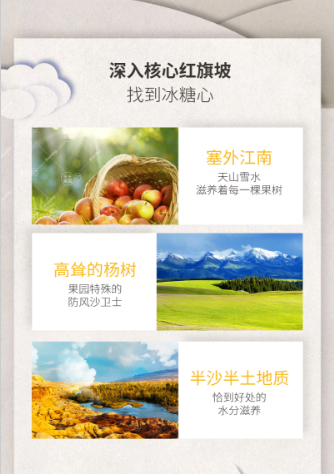 深入核心红旗坡
找到冰糖心
塞外江南
天山雪水
滋养着每一棵果树
高耸的杨树
果园特殊的
防风沙卫士
半沙半土地质
恰到好处的
水分滋养